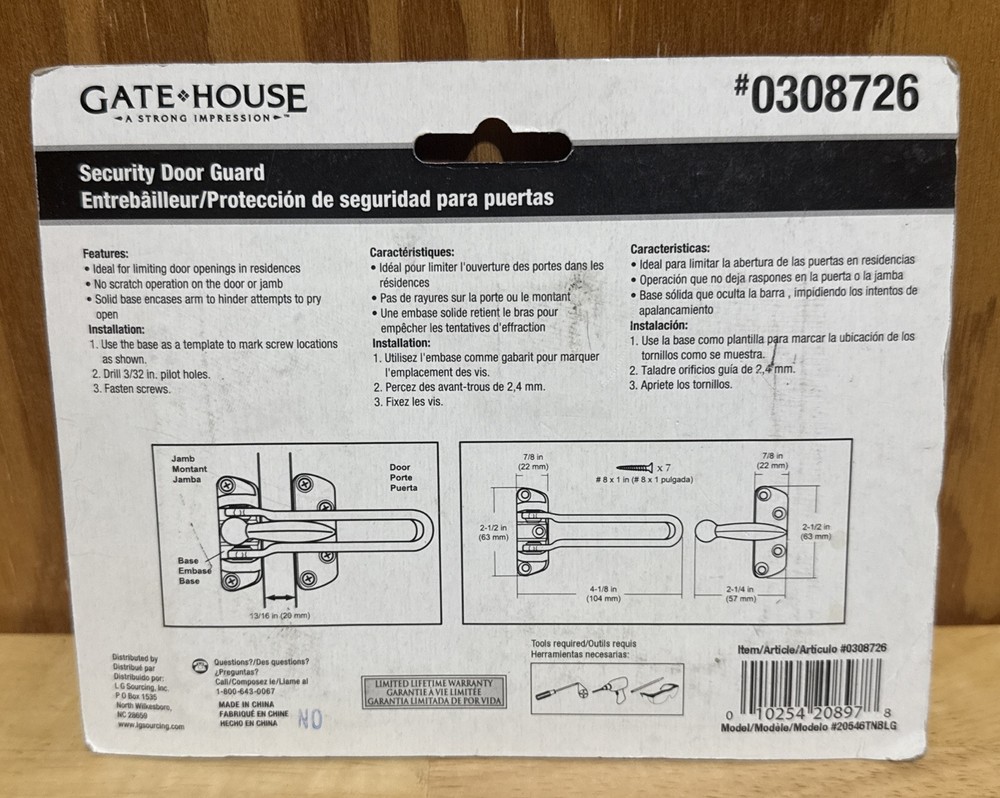 GATE HOUSE
A STRONG IMPRESSION™
#0308726
Security Door Guard
Entrebâilleur/Protección de seguridad para puertas
Features:
• Ideal for limiting door openings in residences
• No scratch operation on the door or jamb
• Solid base encases arm to hinder attempts to pry
open
Installation:
1. Use the base as a template to mark screw locations
as shown.
2. Drill 3/32 in. pilot holes.
3. Fasten screws.
Caractéristiques:
• Idéal pour limiter l'ouverture des portes dans les
résidences
• Pas de rayures sur la porte ou le montant
• Une embase solide retient le bras pour
empêcher les tentatives d'effraction
Installation:
1. Utilisez l'embase comme gabarit pour marquer
l'emplacement des vis.
2. Percez des avant-trous de 2,4 mm.
3. Fixez les vis.
Caracteristicas:
• Ideal para limitar la abertura de las puertas en residencias
• Operación que no deja raspones en la puerta o la jamba
• Base sólida que oculta la barra , impidiendo los intentos de
apalancamiento
Instalación:
1. Use la base como plantilla para marcar la ubicación de los
tornillos como se muestra.
2. Taladre orificios guía de 2,4 mm.
3. Apriete los tornillos.
Jamb
Montant
Jamba
Door
Porte
Puerta
Base
Embase
Base
13/16 in (20 mm)
7/8 in
(22 mm)
x 7
# 8 x 1 in (# 8 x 1 pulgada)
2-1/2 in
(63 mm)
4-1/8 in
(104 mm)
7/8 in
(22 mm)
2-1/2 in
(63 mm)
2-1/4 in
(57 mm)
Distributed by
Distribué par
Distribuido por:
L G Sourcing, Inc.
P O Box 1535
North Wilkesboro,
NC 28659
www.lgsourcing.com
Questions?/Des questions?
¿Preguntas?
Call/Composez le/Llame al
1-800-643-0067
MADE IN CHINA
FABRIQUÉ EN CHINE
HECHO EN CHINA
NO
LIMITED LIFETIME WARRANTY
GARANTIE A VIE LIMITÉE
GARANTÍA LIMITADA DE POR VIDA
Tools required/Outils requis
Herramientas necesarias:
Item/Article/Artículo #0308726
0 10254 20897 8
Model/Modèle/Modelo #20546TNBLG